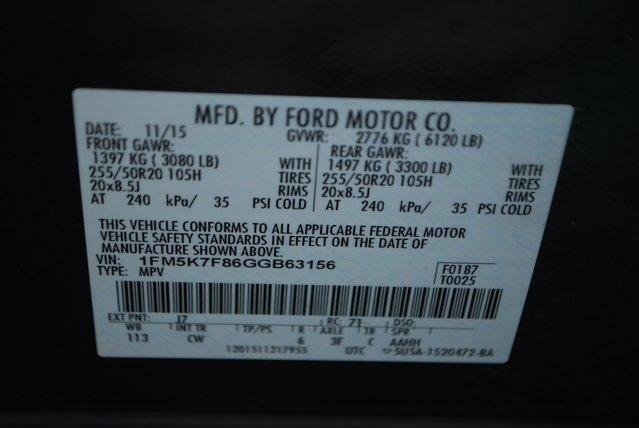 MFD. BY FORD MOTOR CO.
DATE: 11/15 GVWR: 2776 KG ( 6120 LB)
FRONT GAWR: REAR GAWR:
1397 KG ( 3080 LB) WITH 1497 KG ( 3300 LB) WITH
255/50R20 105H TIRES 255/50R20 105H TIRES
20x8.5J RIMS 20x8.5J RIMS
AT 240 kPa/ 35 PSI COLD AT 240 kPa/ 35 PSI COLD
THIS VEHICLE CONFORMS TO ALL APPLICABLE FEDERAL MOTOR
VEHICLE SAFETY STANDARDS IN EFFECT ON THE DATE OF
MANUFACTURE SHOWN ABOVE.
VIN: 1FM5K7F86GGB63156 F0187
TYPE: MPV T0025
EXT PNT: J7 RC: 71 DSO:
WB INT TR TP/PS R AXLE TR SPR
113 CW 6 3F C AAHH
1201511217955 UTC SU5A-1520472-BA